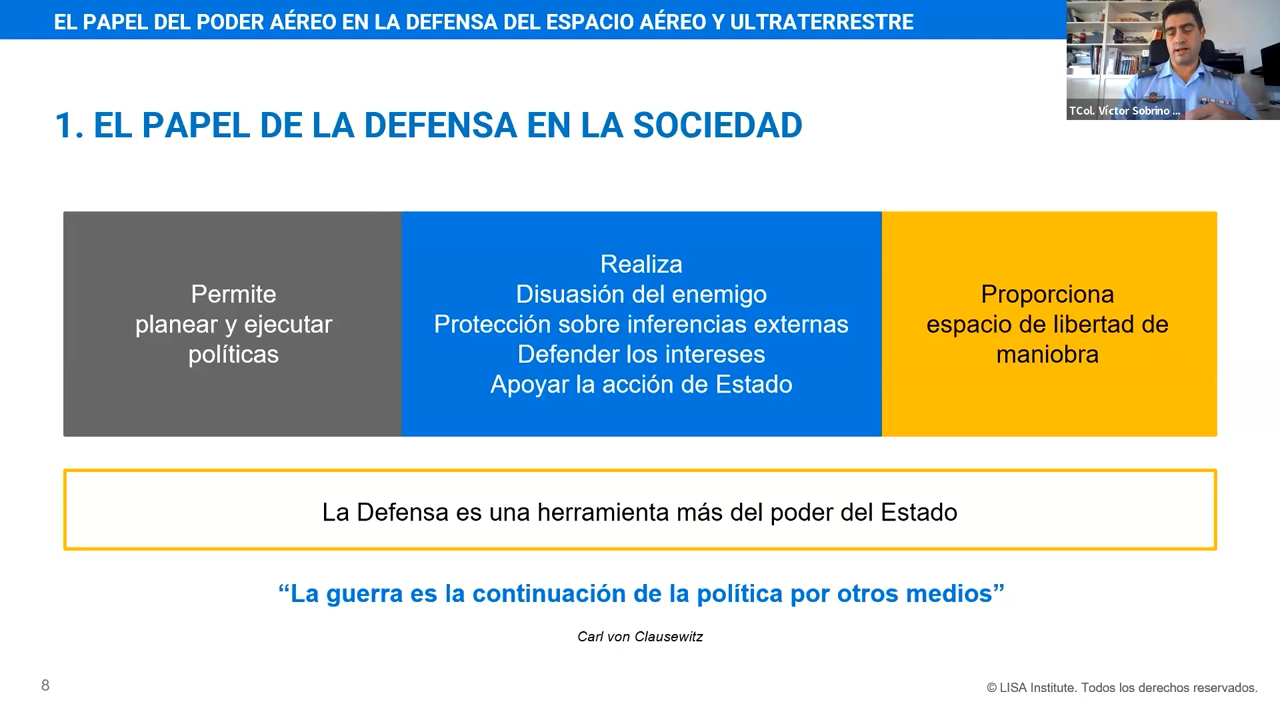 EL PAPEL DEL PODER AÉREO EN LA DEFENSA DEL ESPACIO AÉREO Y ULTRATERRESTRE
TCol. Víctor Sobrino ...
1. EL PAPEL DE LA DEFENSA EN LA SOCIEDAD
Permite
planear y ejecutar
políticas
Realiza
Disuasión del enemigo
Protección sobre inferencias externas
Defender los intereses
Apoyar la acción de Estado
Proporciona
espacio de libertad de
maniobra
La Defensa es una herramienta más del poder del Estado
“La guerra es la continuación de la política por otros medios”
Carl von Clausewitz
8
© LISA Institute. Todos los derechos reservados.